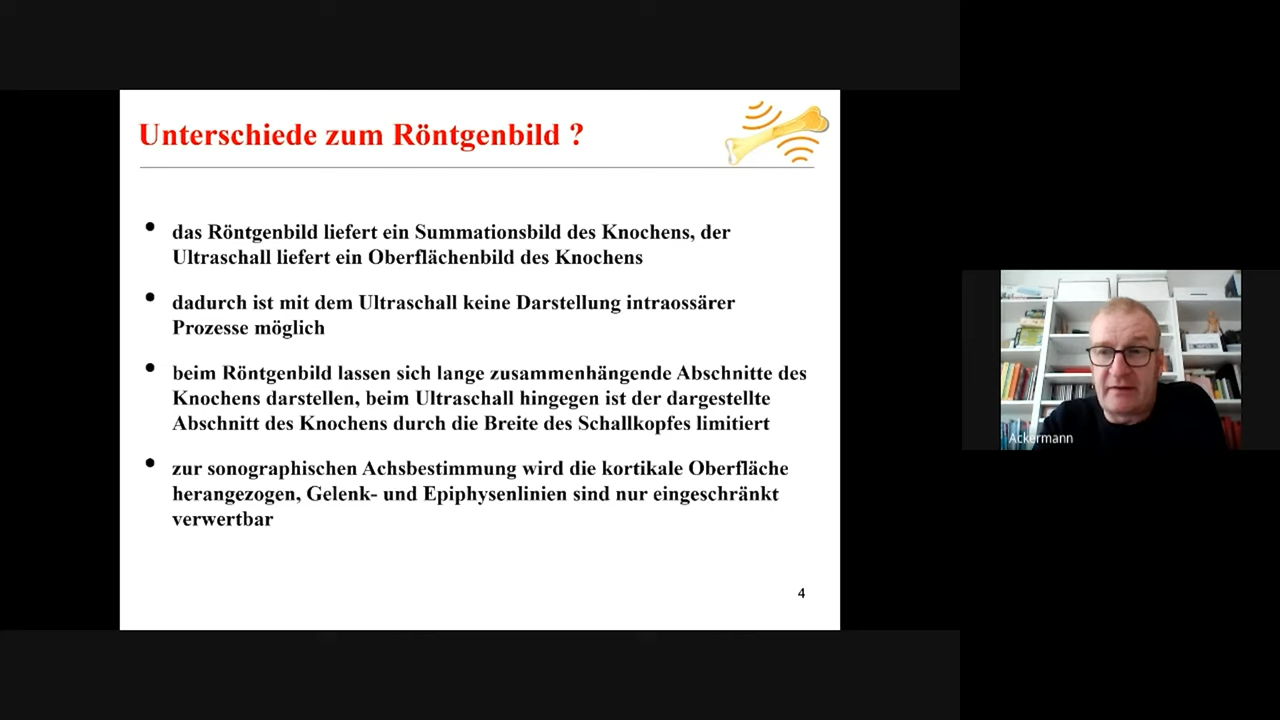 Unterschiede zum Röntgenbild ?
• das Röntgenbild liefert ein Summationsbild des Knochens, der
Ultraschall liefert ein Oberflächenbild des Knochens
• dadurch ist mit dem Ultraschall keine Darstellung intraossärer
Prozesse möglich
• beim Röntgenbild lassen sich lange zusammenhängende Abschnitte des
Knochens darstellen, beim Ultraschall hingegen ist der dargestellte
Abschnitt des Knochens durch die Breite des Schallkopfes limitiert
• zur sonographischen Achsbestimmung wird die kortikale Oberfläche
herangezogen, Gelenk- und Epiphysenlinien sind nur eingeschränkt
verwertbar
4
Ackermann